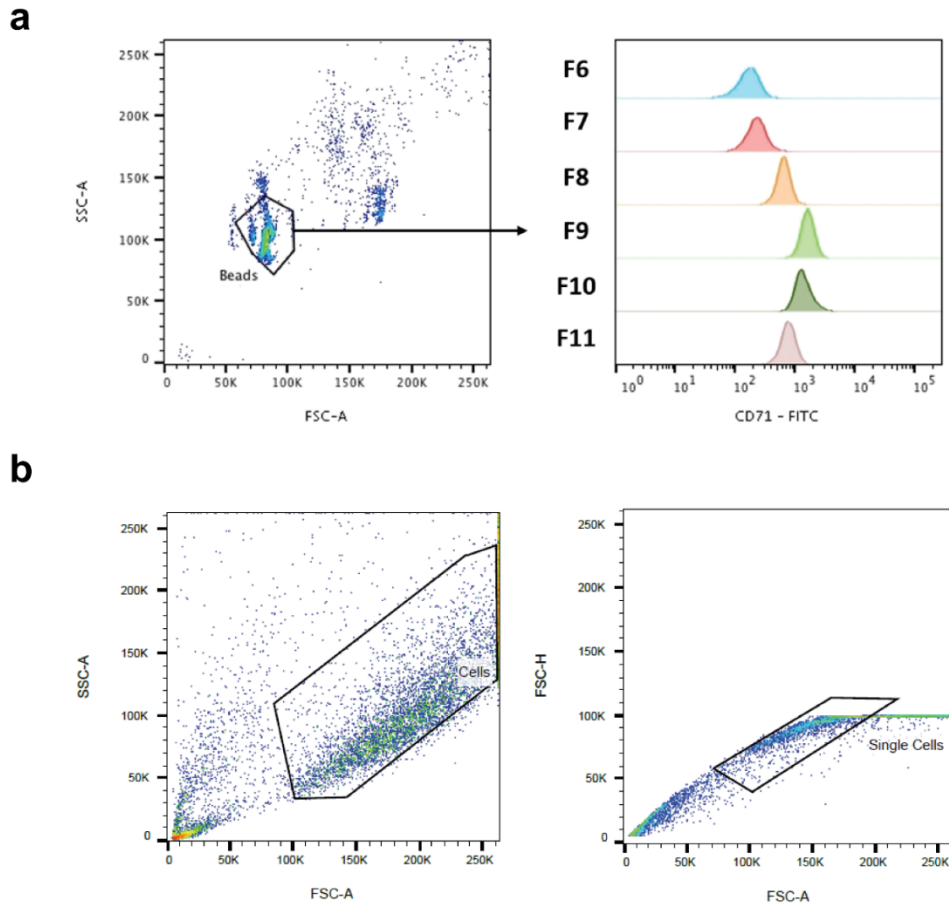 a
250K
200K
150K
100K
50K
0
SSC-A
Beads
0 50K 100K 150K 200K 250K
FSC-A
F6
F7
F8
F9
F10
F11
10^0 10^1 10^2 10^3 10^4 10^5
CD71 - FITC
b
250K
200K
150K
100K
50K
0
SSC-A
Cells
0 50K 100K 150K 200K 250K
FSC-A
250K
200K
150K
100K
50K
0
FSC-H
Single Cells
0 50K 100K 150K 200K 250K
FSC-A